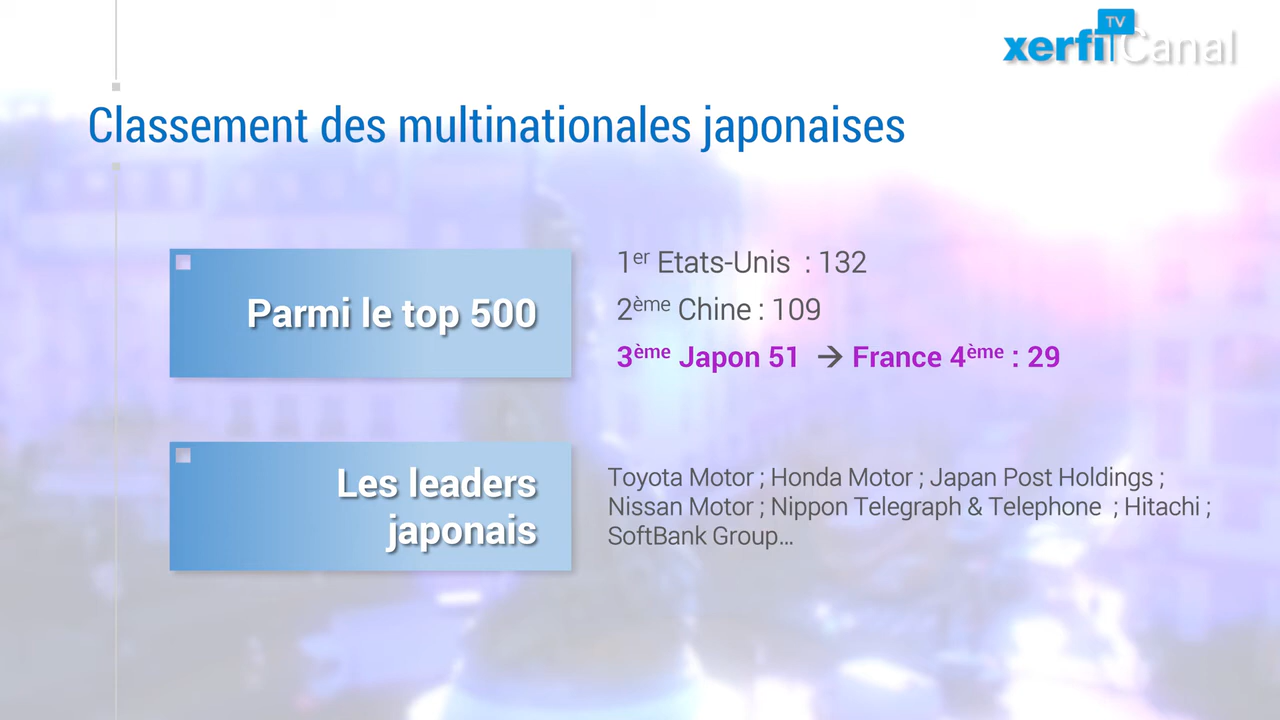 xerfi TV Canal
Classement des multinationales japonaises
Parmi le top 500
1er Etats-Unis : 132
2ème Chine : 109
3ème Japon 51 → France 4ème : 29
Les leaders
japonais
Toyota Motor ; Honda Motor ; Japan Post Holdings ;
Nissan Motor ; Nippon Telegraph & Telephone ; Hitachi ;
SoftBank Group...